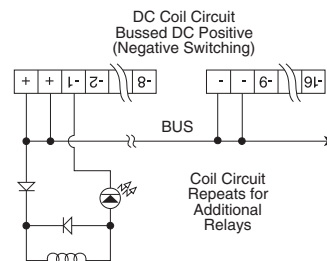 DC Coil Circuit
Bussed DC Positive
(Negative Switching)
+ + -1- -2- -8- - - -9- -16-
BUS
Coil Circuit
Repeats for
Additional
Relays